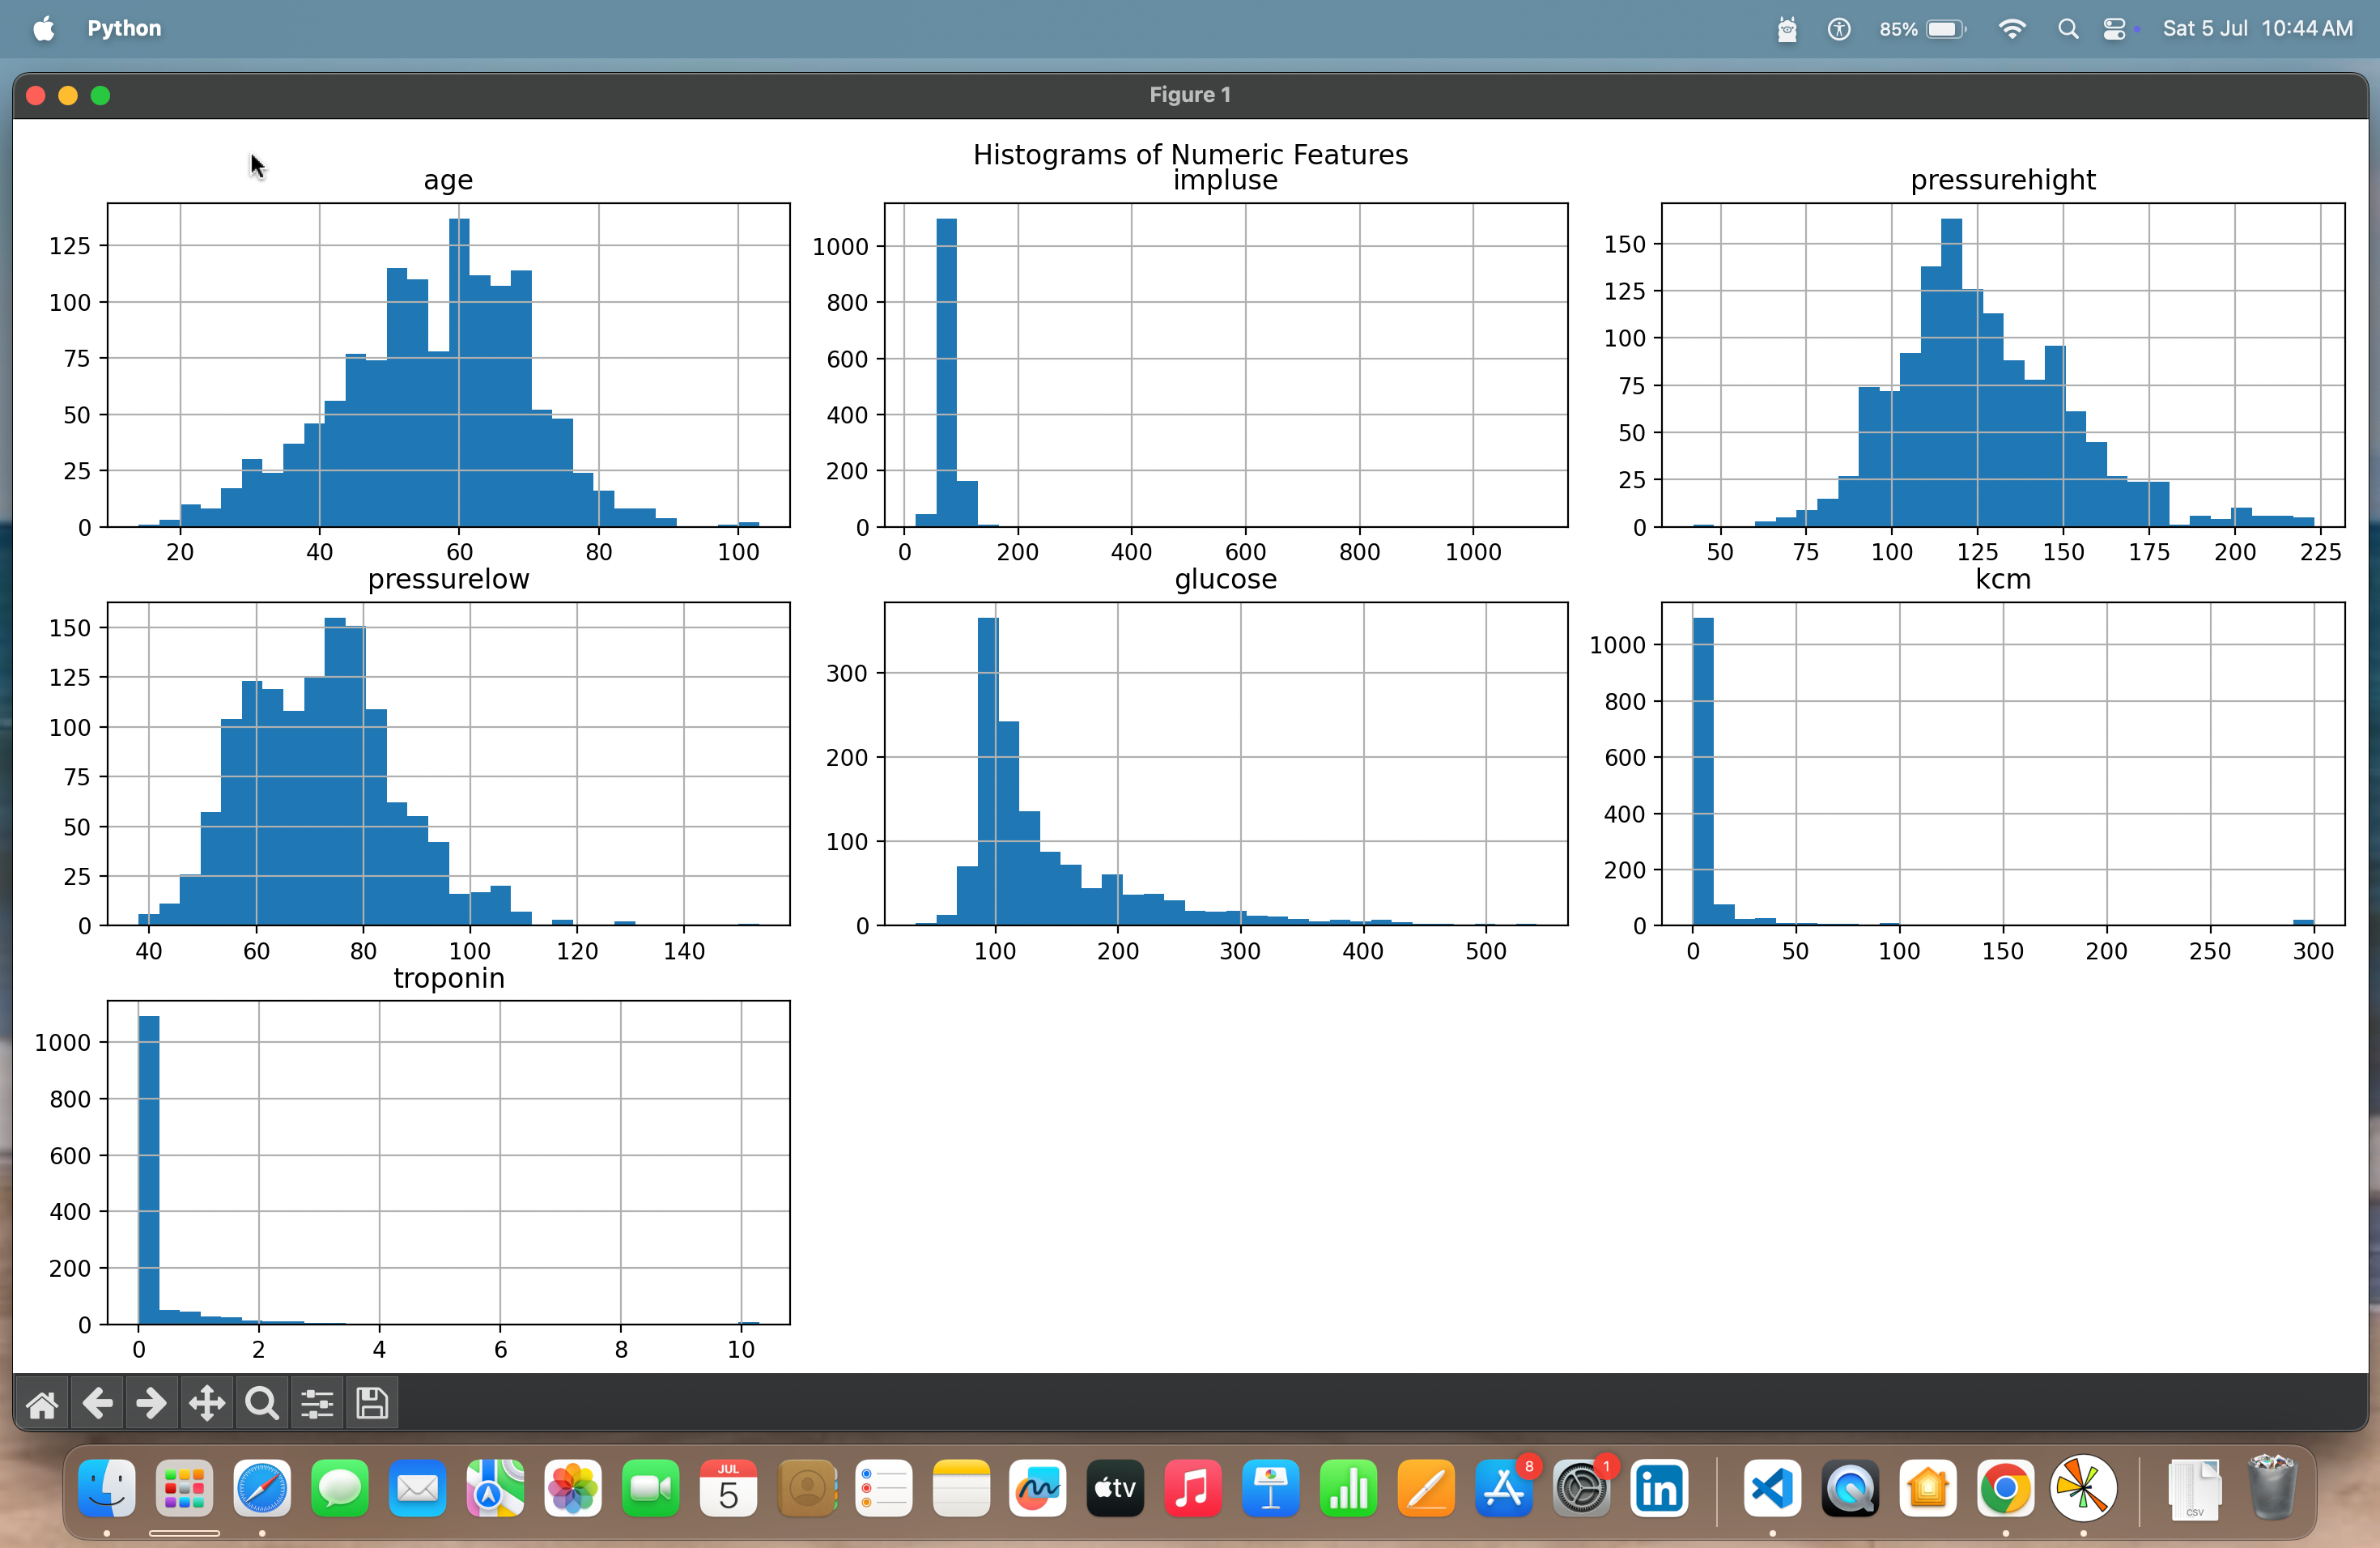 Python
85%
Sat 5 Jul 10:44 AM
Figure 1
Histograms of Numeric Features
age
125
100
75
50
25
0
20 40 60 80 100
impluse
1000
800
600
400
200
0
0 200 400 600 800 1000
pressurehight
150
125
100
75
50
25
0
50 75 100 125 150 175 200 225
pressurelow
150
125
100
75
50
25
0
40 60 80 100 120 140
glucose
300
200
100
0
100 200 300 400 500
kcm
1000
800
600
400
200
0
0 50 100 150 200 250 300
troponin
1000
800
600
400
200
0
0 2 4 6 8 10
JUL
5
tv
8
1
in
CSV